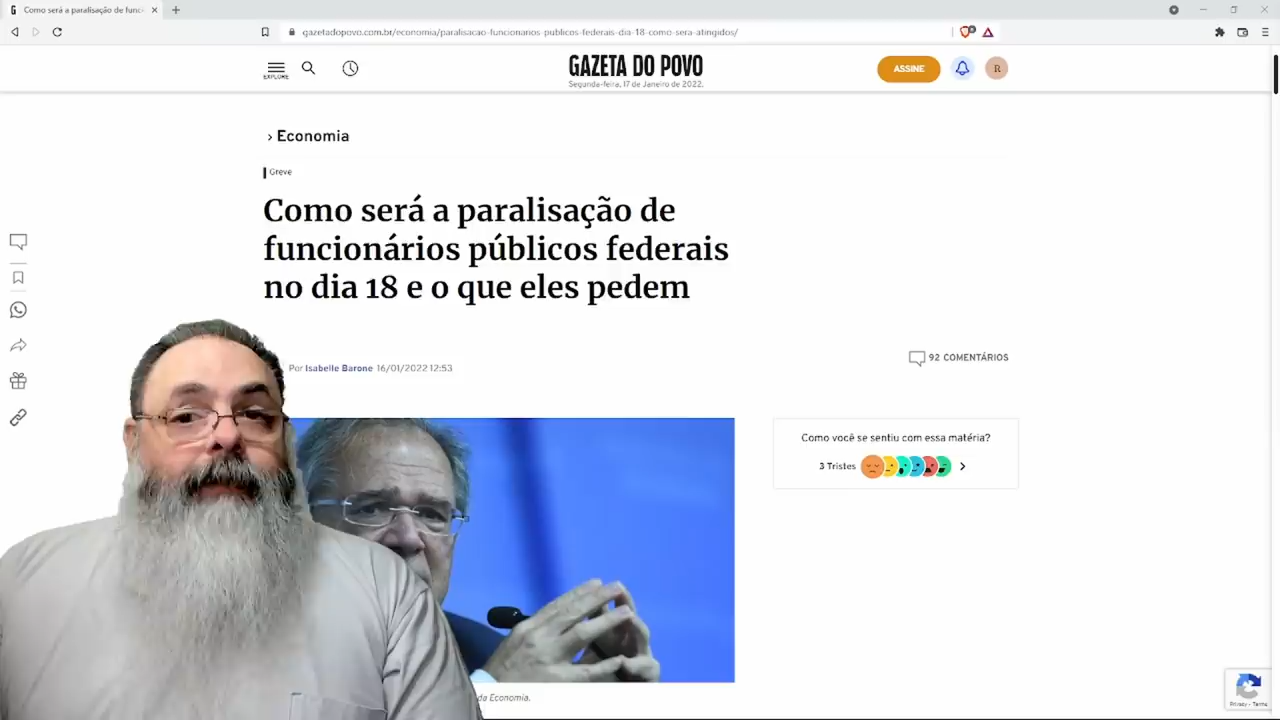 Como será a paralisação de func
gazetadopovo.com.br/economia/paralisacao-funcionarios-publicos-federais-dia-18-como-sera-atingidos/
EXPLORE
GAZETA DO POVO
Segunda-feira, 17 de Janeiro de 2022.
ASSINE
R
› Economia
Greve
Como será a paralisação de
funcionários públicos federais
no dia 18 e o que eles pedem
Por Isabelle Barone 16/01/2022 12:53
92 COMENTÁRIOS
Como você se sentiu com essa matéria?
3 Tristes
da Economia.
Privacy - Terms